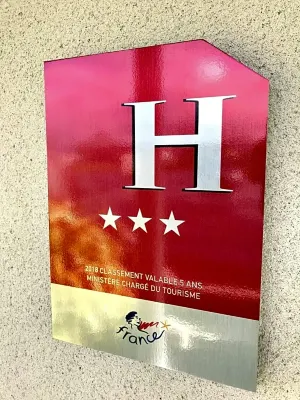 H
2018 CLASSEMENT VALABLE 5 ANS
MINISTÈRE CHARGÉ DU TOURISME
france